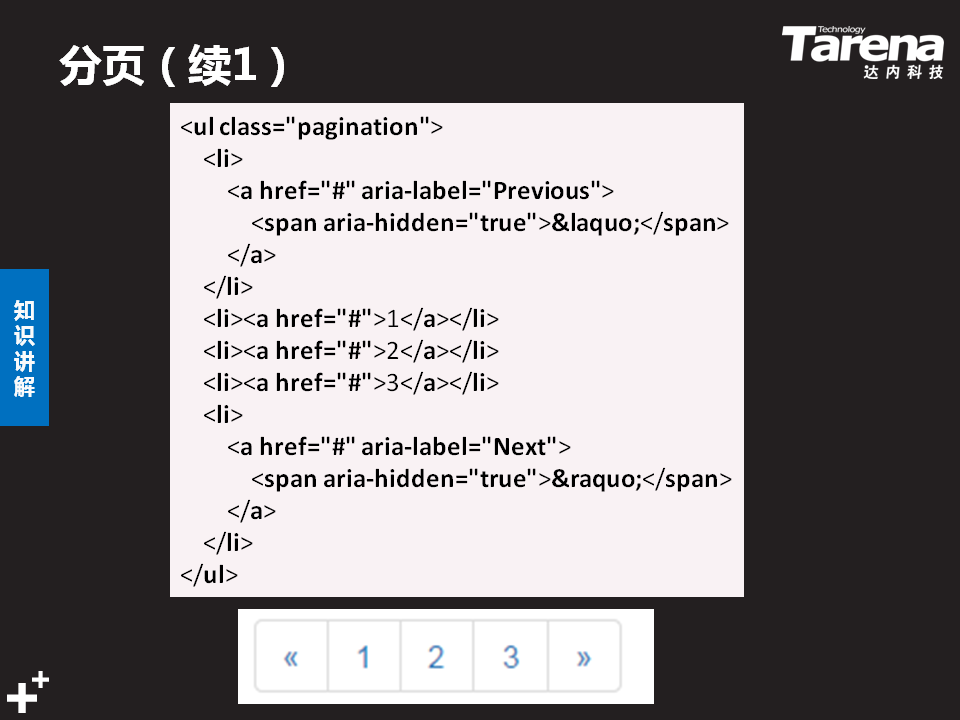 分页（续1）
Technology
Tarena
达内科技
<ul class="pagination">
<li>
<a href="#" aria-label="Previous">
<span aria-hidden="true">&laquo;</span>
</a>
</li>
<li><a href="#">1</a></li>
<li><a href="#">2</a></li>
<li><a href="#">3</a></li>
<li>
<a href="#" aria-label="Next">
<span aria-hidden="true">&raquo;</span>
</a>
</li>
</ul>
知识讲解
« 1 2 3 »